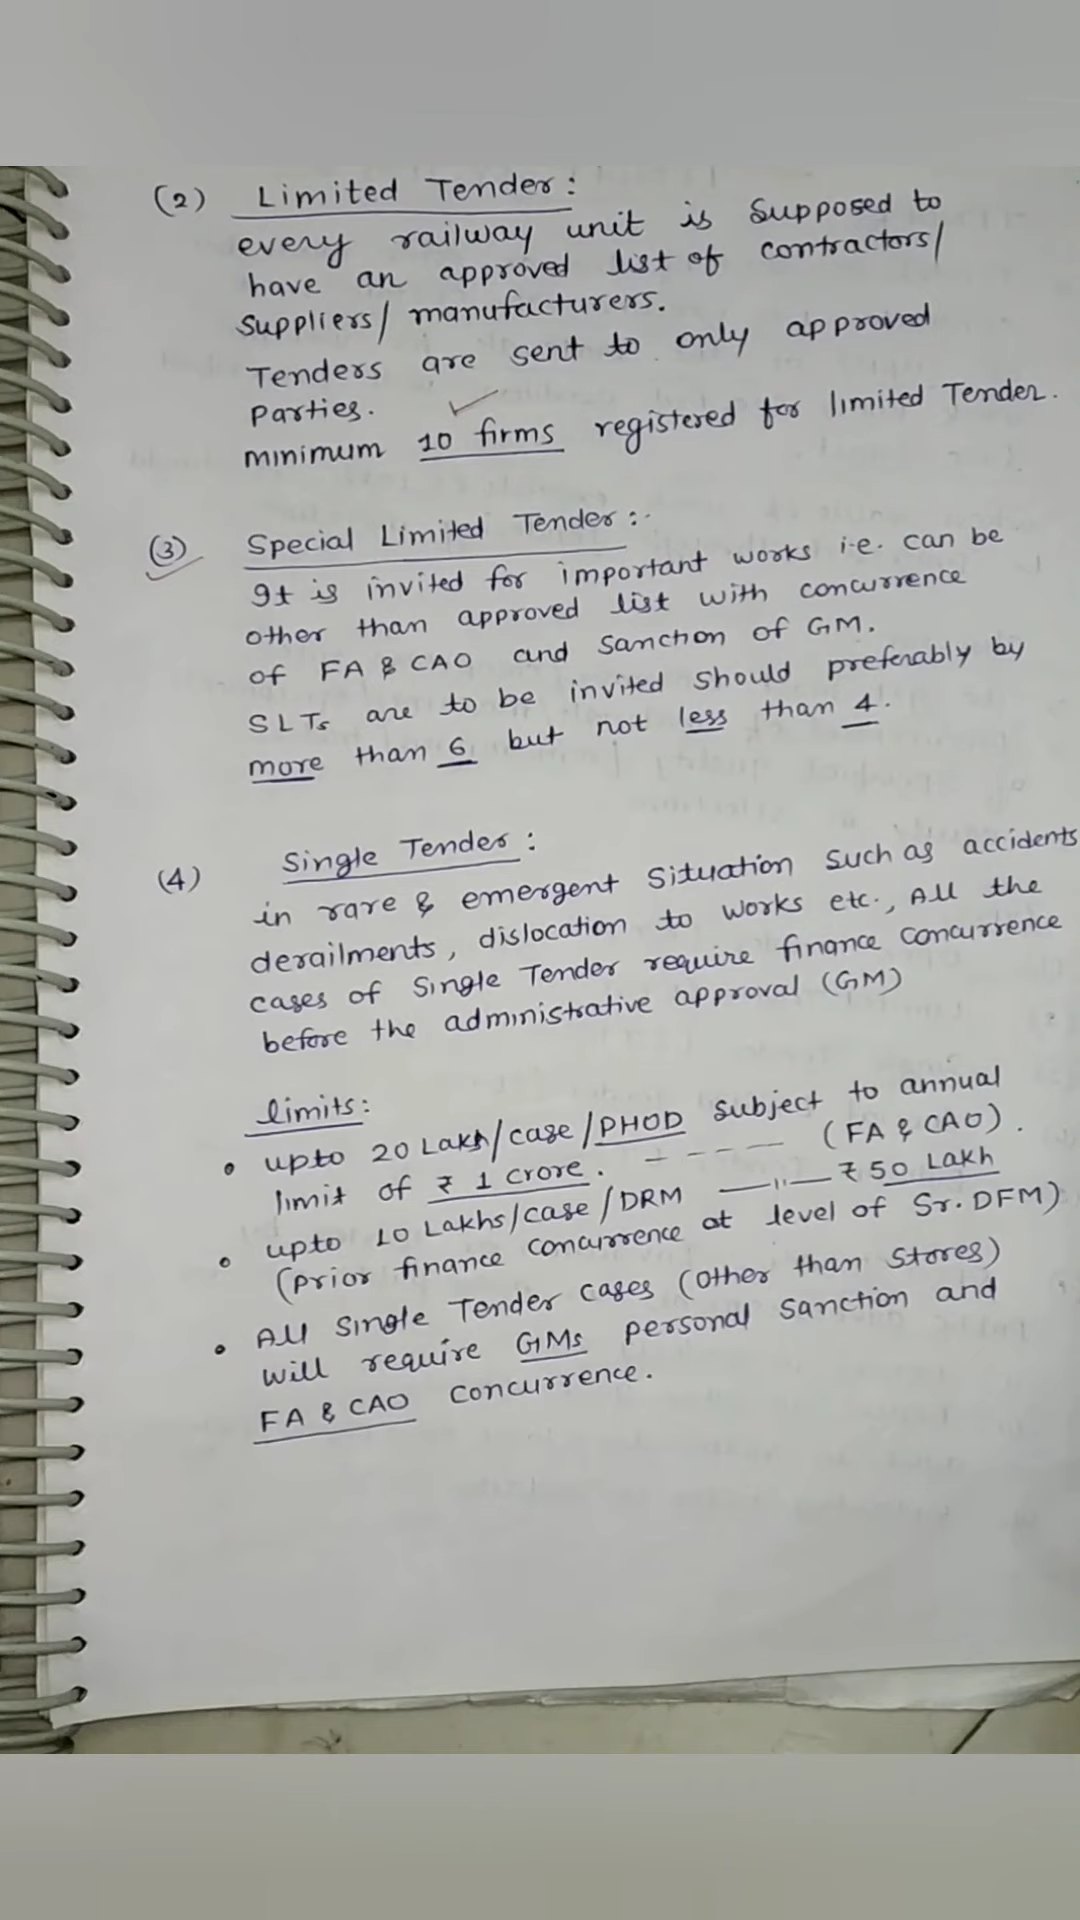 (2) Limited Tender:
every railway unit is supposed to
have an approved list of contractors/
suppliers/ manufacturers.
Tenders are sent to only approved
Parties.
minimum 10 firms registered for limited Tender.
(3) Special Limited Tender:
It is invited for important works i.e. can be
other than approved list with concurrence
of FA & CAO and sanction of GM.
SLTs are to be invited should preferably by
more than 6 but not less than 4.
(4) Single Tender:
in rare & emergent situation such as accidents
derailments, dislocation to works etc., All the
cases of Single Tender require finance concurrence
before the administrative approval (GM)
limits:
• upto 20 Lakh/case/PHOD subject to annual
limit of ₹ 1 crore. - - - - (FA & CAO).
• upto 10 Lakhs/case/DRM —"— ₹ 50 Lakh
(prior finance concurrence at level of Sr. DFM)
• All Single Tender cases (other than stores)
will require GMs personal sanction and
FA & CAO concurrence.